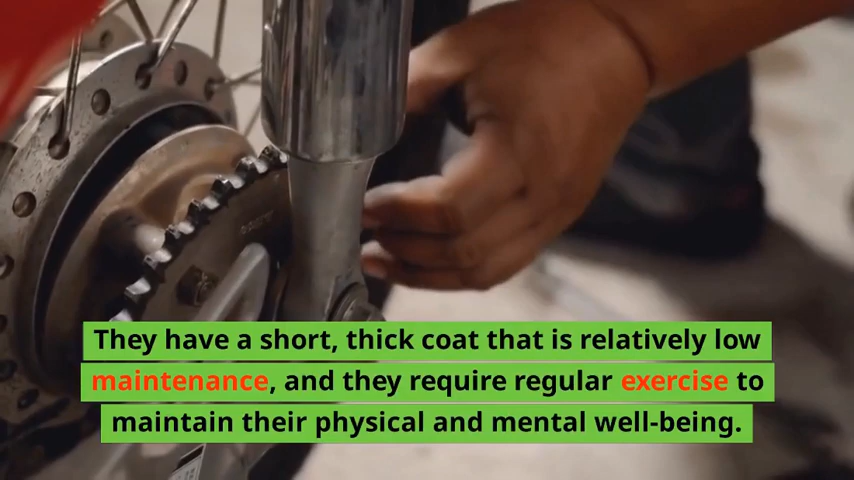 They have a short, thick coat that is relatively low
maintenance, and they require regular exercise to
maintain their physical and mental well-being.